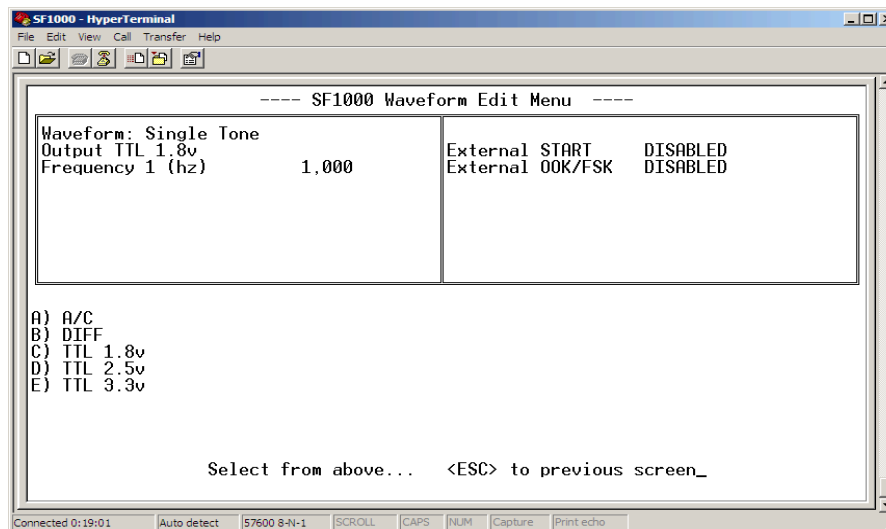 SF1000 - HyperTerminal
File Edit View Call Transfer Help
---- SF1000 Waveform Edit Menu ----
Waveform: Single Tone
Output TTL 1.8v
Frequency 1 (hz) 1,000
External START DISABLED
External OOK/FSK DISABLED
A) A/C
B) DIFF
C) TTL 1.8v
D) TTL 2.5v
E) TTL 3.3v
Select from above... <ESC> to previous screen_
Connected 0:19:01 Auto detect 57600 8-N-1 SCROLL CAPS NUM Capture Print echo